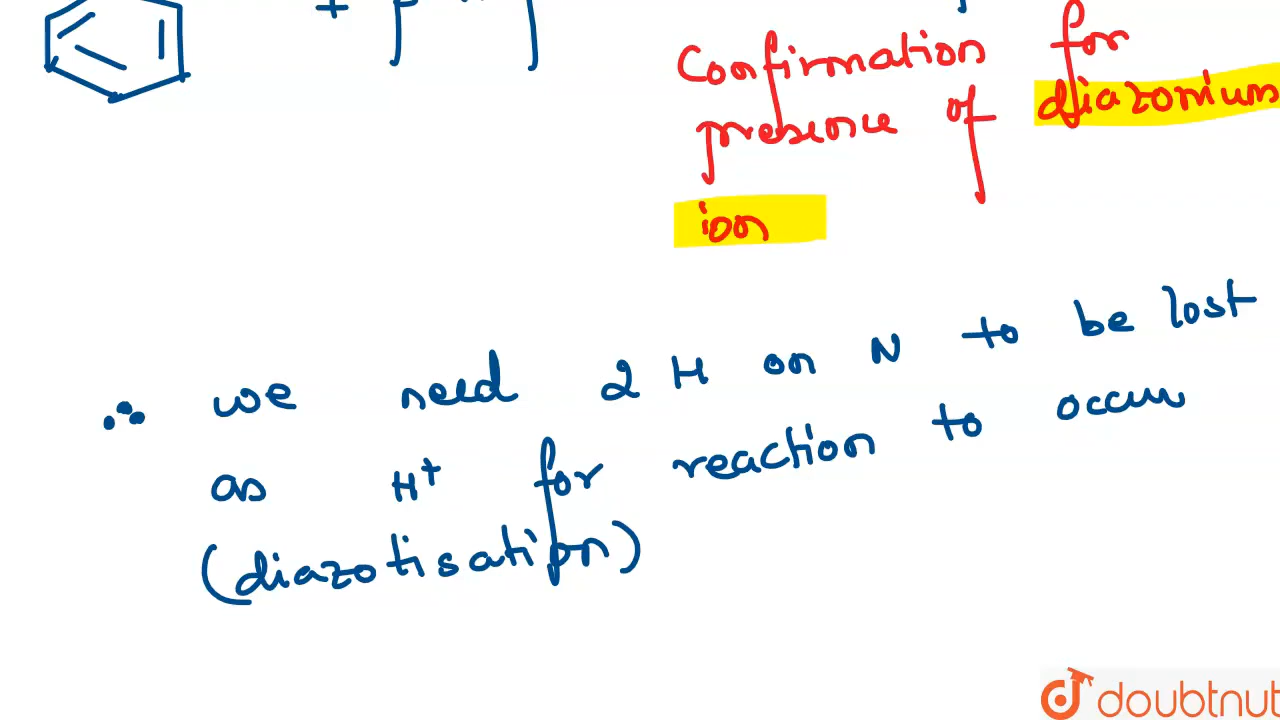 +
Confirmation for
presence of diazonium
ion
∴ we need 2 H on N to be lost
as H⁺ for reaction to occur
(diazotisation)
doubtnut